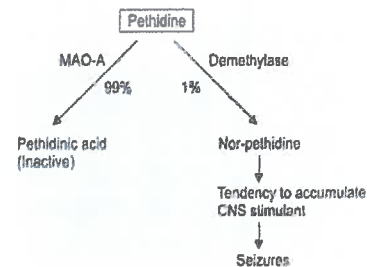 Pethidine
MAO-A
Demethylase
99%
1%
Pethidinic acid
(Inactive)
Nor-pethidine
Tendency to accumulate
CNS stimulant
Seizures